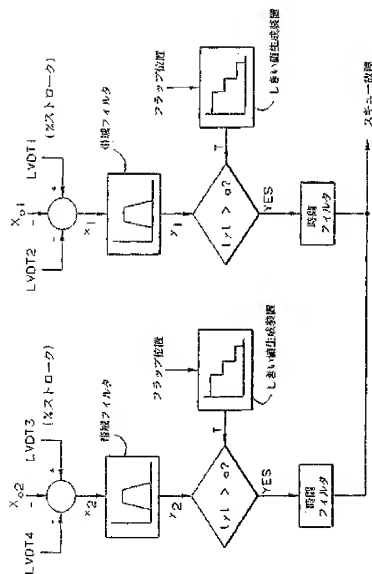 LVDT4
X₀2
LVDT3
(%ストローク)
-
-
+
x2
帯域フィルタ
y2
|y| > a?
T
フラップ位置
しきい値生成装置
YES
時間
フィルタ
LVDT2
X₀1
LVDT1
(%ストローク)
-
-
+
x1
帯域フィルタ
y1
|y| > a?
T
フラップ位置
しきい値生成装置
YES
時間
フィルタ
スキュー故障